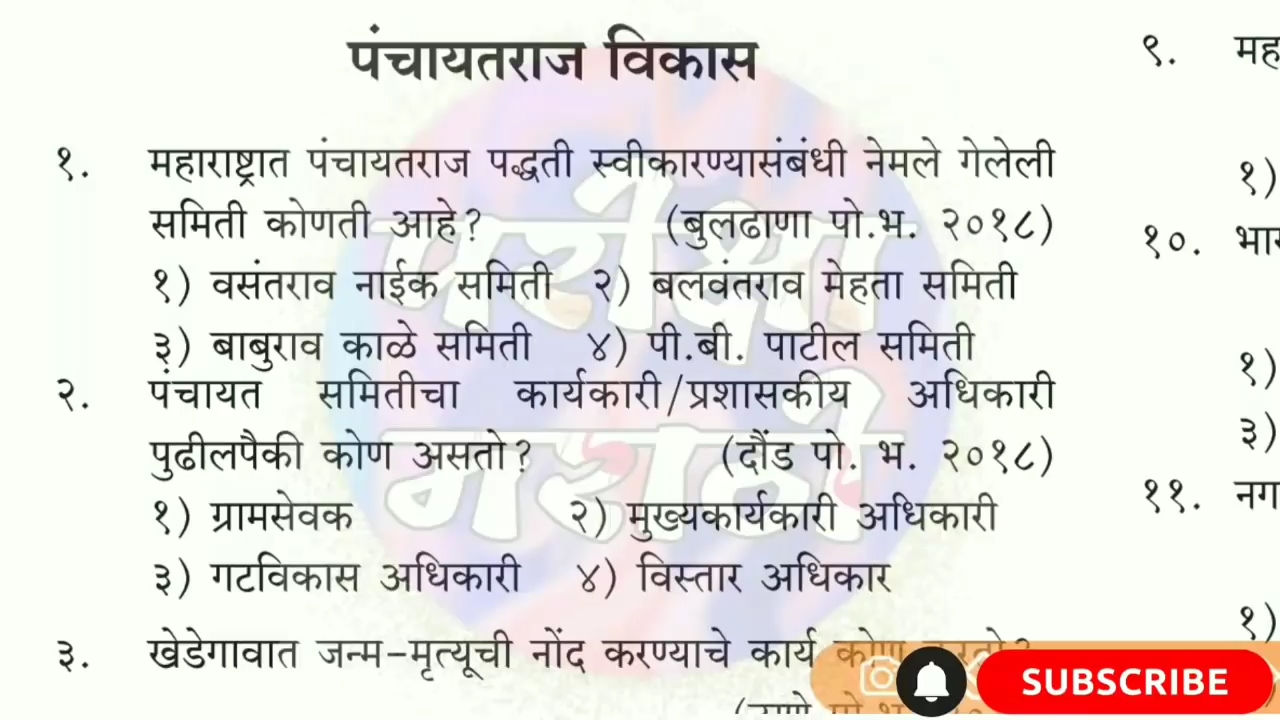 पंचायतराज विकास
१. महाराष्ट्रात पंचायतराज पद्धती स्वीकारण्यासंबंधी नेमले गेलेली
समिती कोणती आहे? (बुलढाणा पो.भ. २०१८)
१) वसंतराव नाईक समिती २) बलवंतराव मेहता समिती
३) बाबुराव काळे समिती ४) पी.बी. पाटील समिती
२. पंचायत समितीचा कार्यकारी/प्रशासकीय अधिकारी
पुढीलपैकी कोण असतो? (दौंड पो. भ. २०१८)
१) ग्रामसेवक २) मुख्यकार्यकारी अधिकारी
३) गटविकास अधिकारी ४) विस्तार अधिकार
३. खेडेगावात जन्म-मृत्यूची नोंद करण्याचे कार्य कोण
९.
१)
१०.
१)
३)
११.
१)
परीक्षा
मराठी
SUBSCRIBE